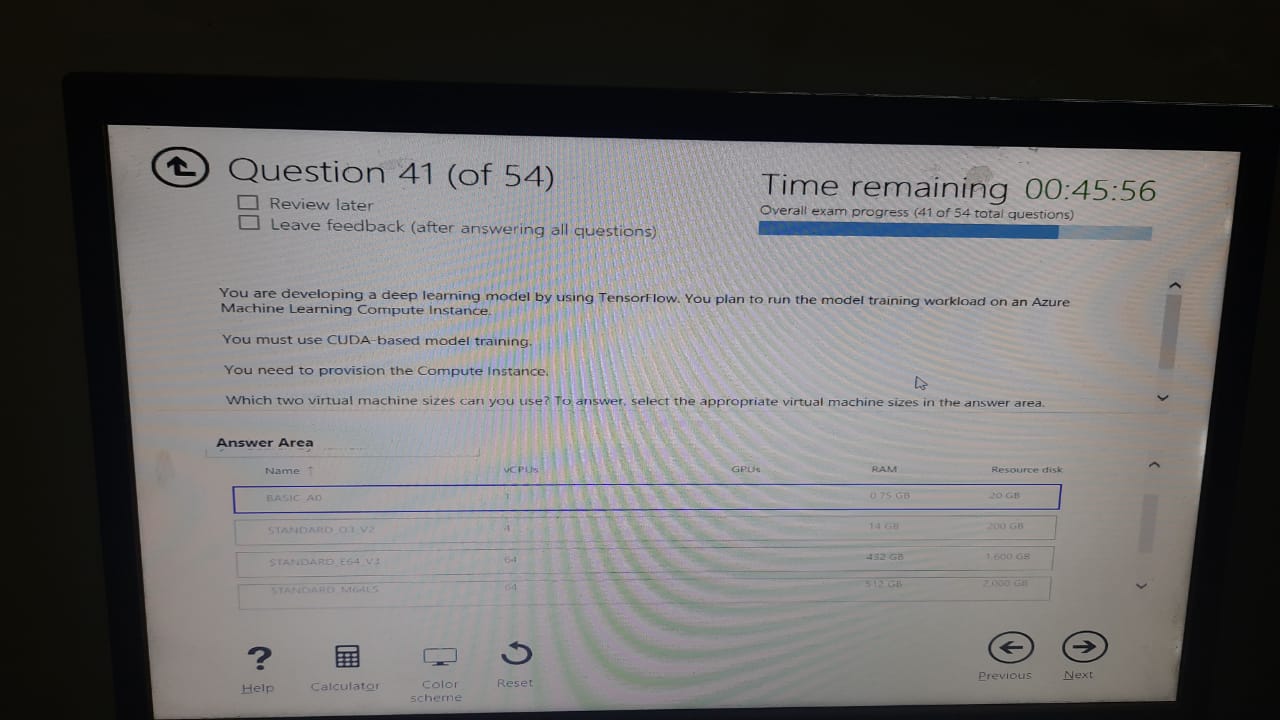 Question 41 (of 54)
Review later
Leave feedback (after answering all questions)
Time remaining 00:45:56
Overall exam progress (41 of 54 total questions)
You are developing a deep learning model by using TensorFlow. You plan to run the model training workload on an Azure
Machine Learning Compute Instance.
You must use CUDA-based model training.
You need to provision the Compute Instance.
Which two virtual machine sizes can you use? To answer, select the appropriate virtual machine sizes in the answer area.
Answer Area
Name ↑ vCPUs GPUs RAM Resource disk
BASIC_A0 1 0.75 GB 20 GB
STANDARD_D3_V2 4 14 GB 200 GB
STANDARD_E64_V3 64 432 GB 1,600 GB
STANDARD_M64LS 64 512 GB 2,000 GB
? Help
Calculator
Color
scheme
Reset
Previous
Next